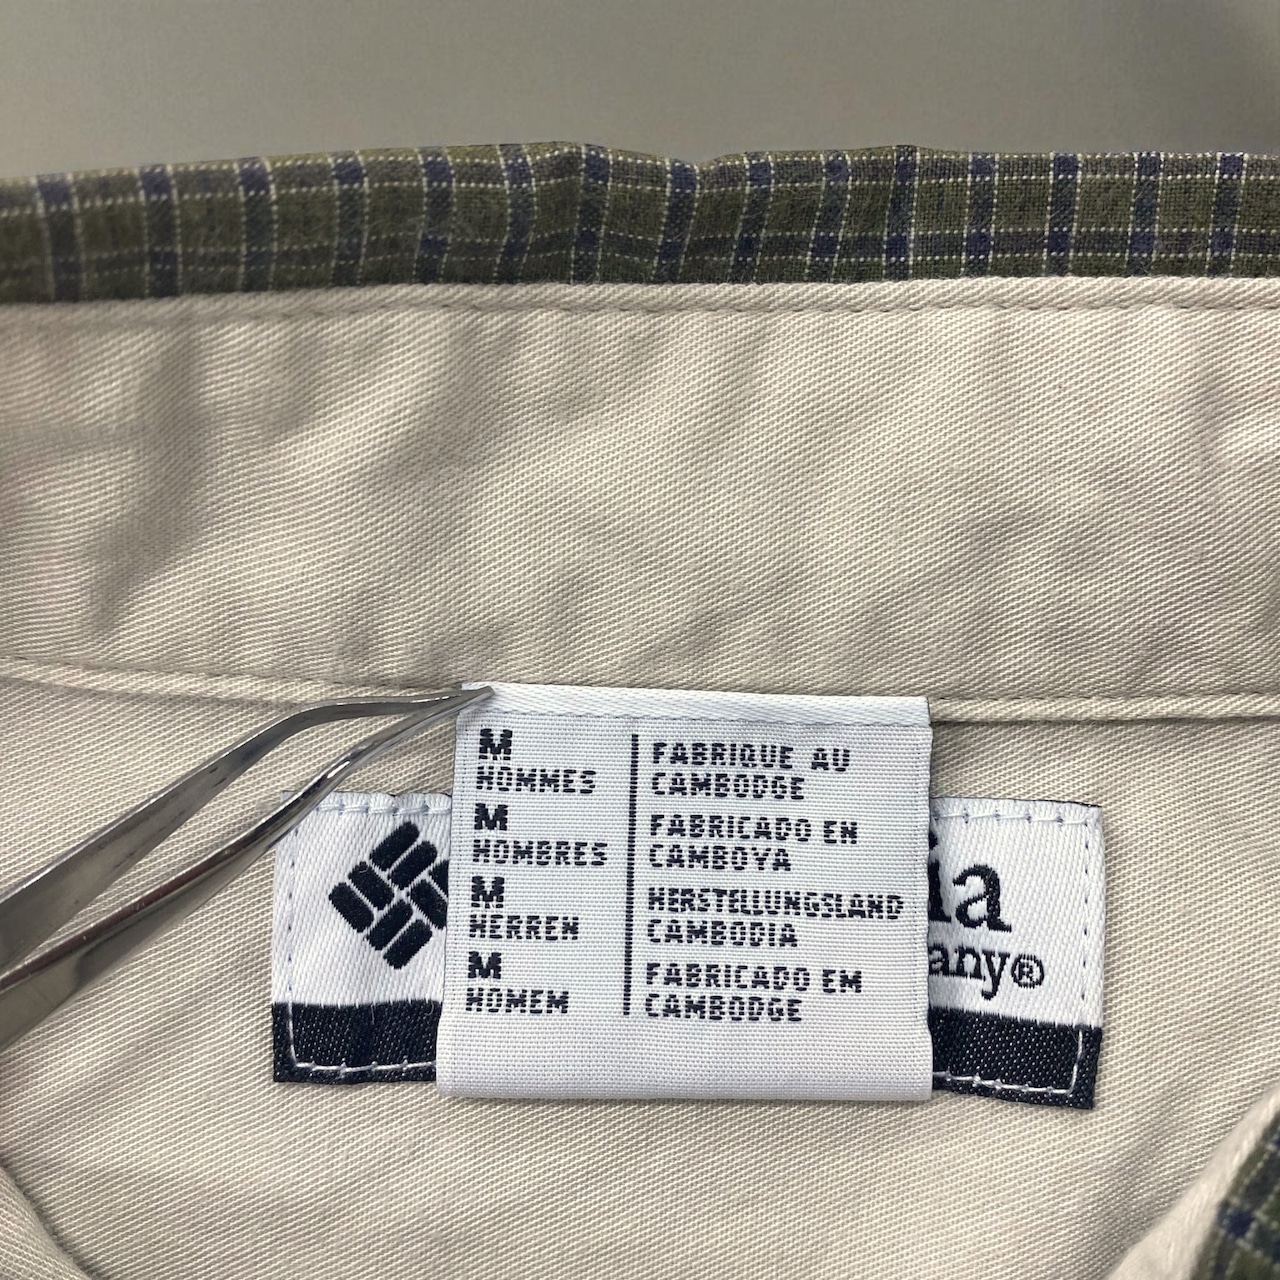 M
HOMMES
FABRIQUE AU
CAMBODGE
M
HOMBRES
FABRICADO EN
CAMBOYA
M
HERREN
HERSTELLUNGSLAND
CAMBODIA
M
HOMEM
FABRICADO EM
CAMBODGE
ia
any®